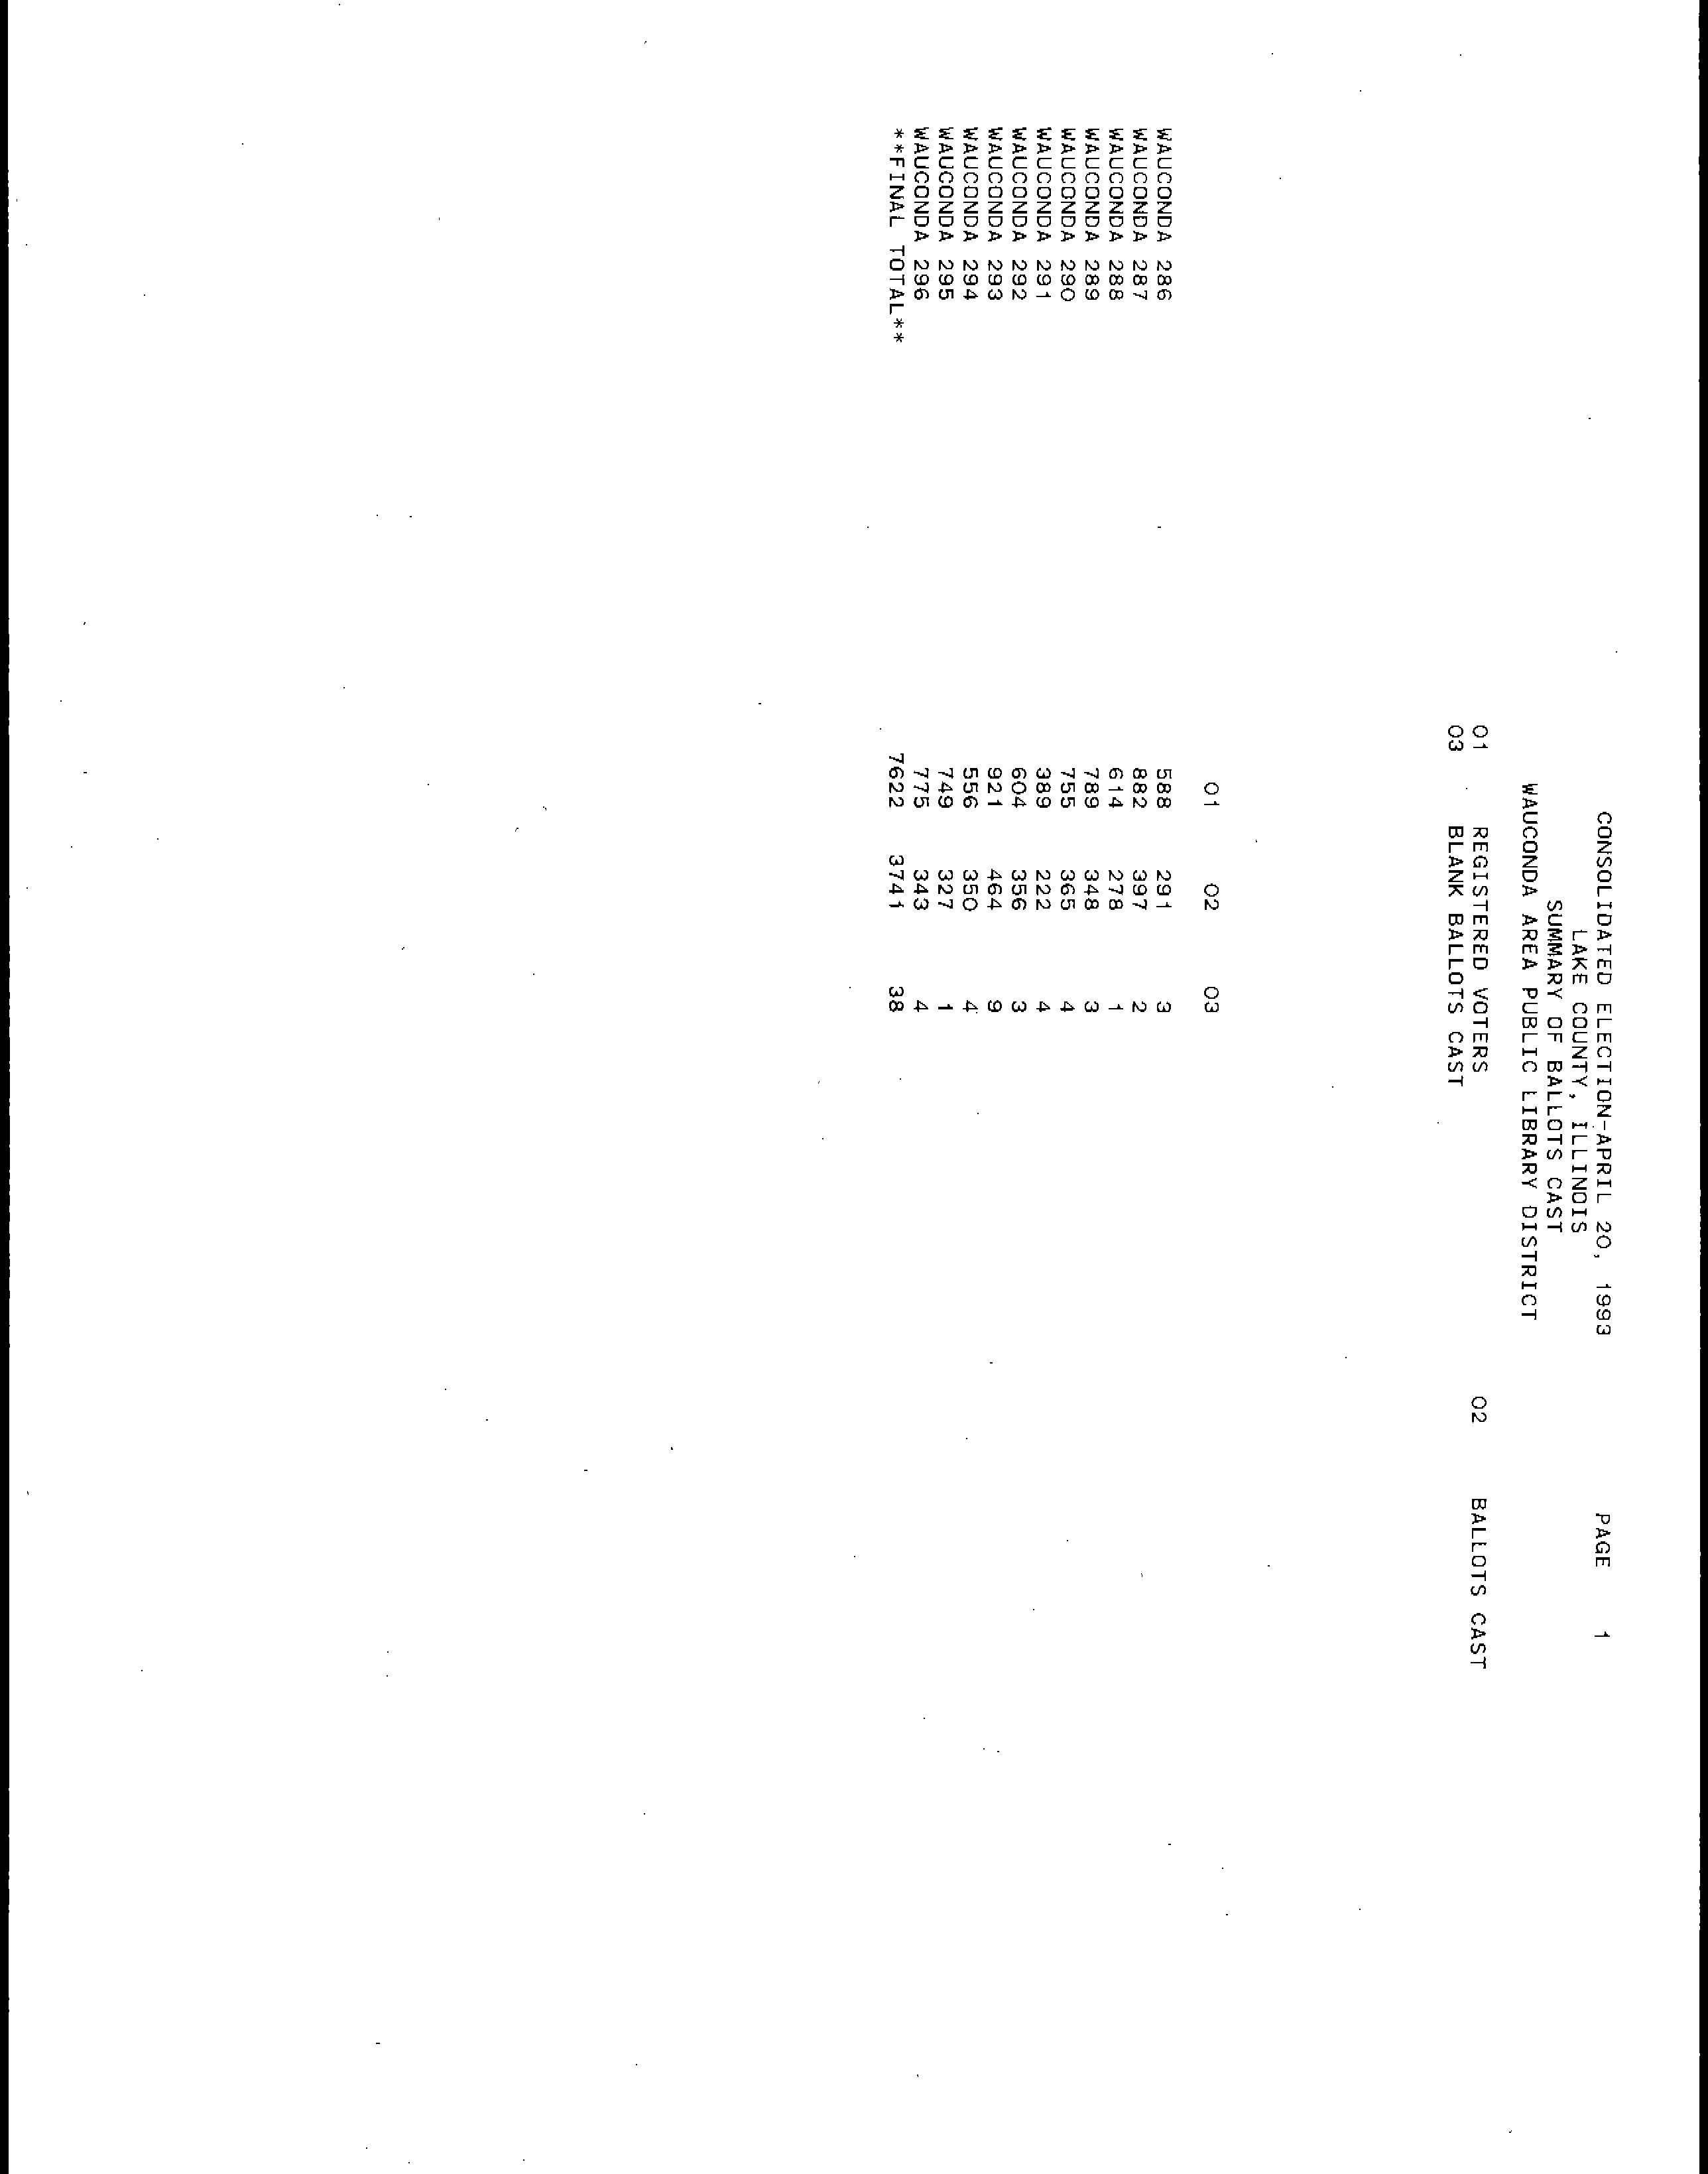 CONSOLIDATED ELECTION-APRIL 20, 1993 PAGE 1
LAKE COUNTY, ILLINOIS
SUMMARY OF BALLOTS CAST
WAUCONDA AREA PUBLIC LIBRARY DISTRICT
01 REGISTERED VOTERS 02 BALLOTS CAST
03 BLANK BALLOTS CAST
01 02 03
WAUCONDA 286 588 291 3
WAUCONDA 287 882 397 2
WAUCONDA 288 614 278 1
WAUCONDA 289 789 348 3
WAUCONDA 290 755 365 4
WAUCONDA 291 389 222 4
WAUCONDA 292 604 356 3
WAUCONDA 293 921 464 9
WAUCONDA 294 556 350 4
WAUCONDA 295 749 327 1
WAUCONDA 296 775 343 4
**FINAL TOTAL** 7622 3741 38